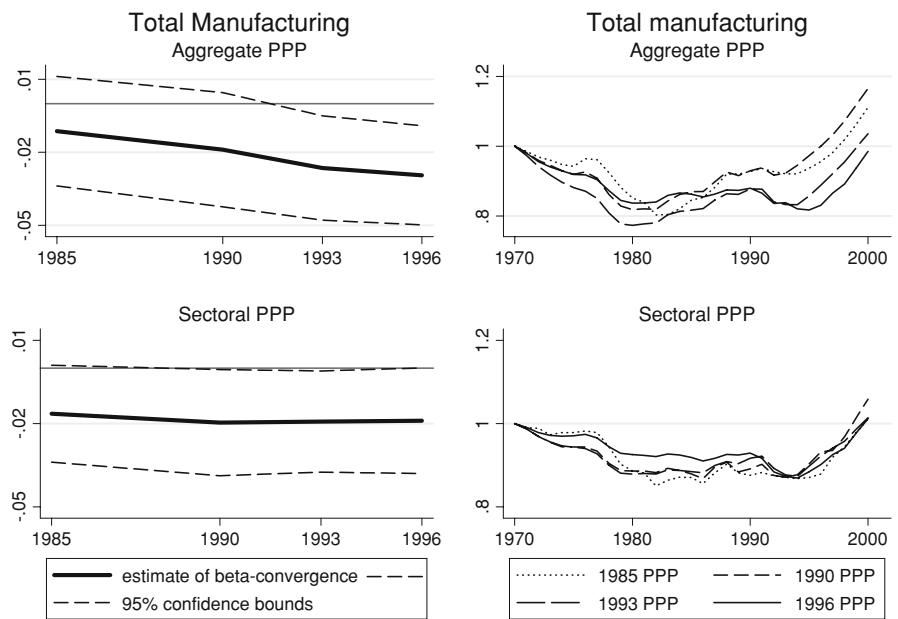 Total Manufacturing
Aggregate PPP
.01
-.02
-.05
1985 1990 1993 1996
Total manufacturing
Aggregate PPP
1.2
1
.8
1970 1980 1990 2000
Sectoral PPP
.01
-.02
-.05
1985 1990 1993 1996
estimate of beta-convergence
95% confidence bounds
Sectoral PPP
1.2
1
.8
1970 1980 1990 2000
1985 PPP 1990 PPP
1993 PPP 1996 PPP